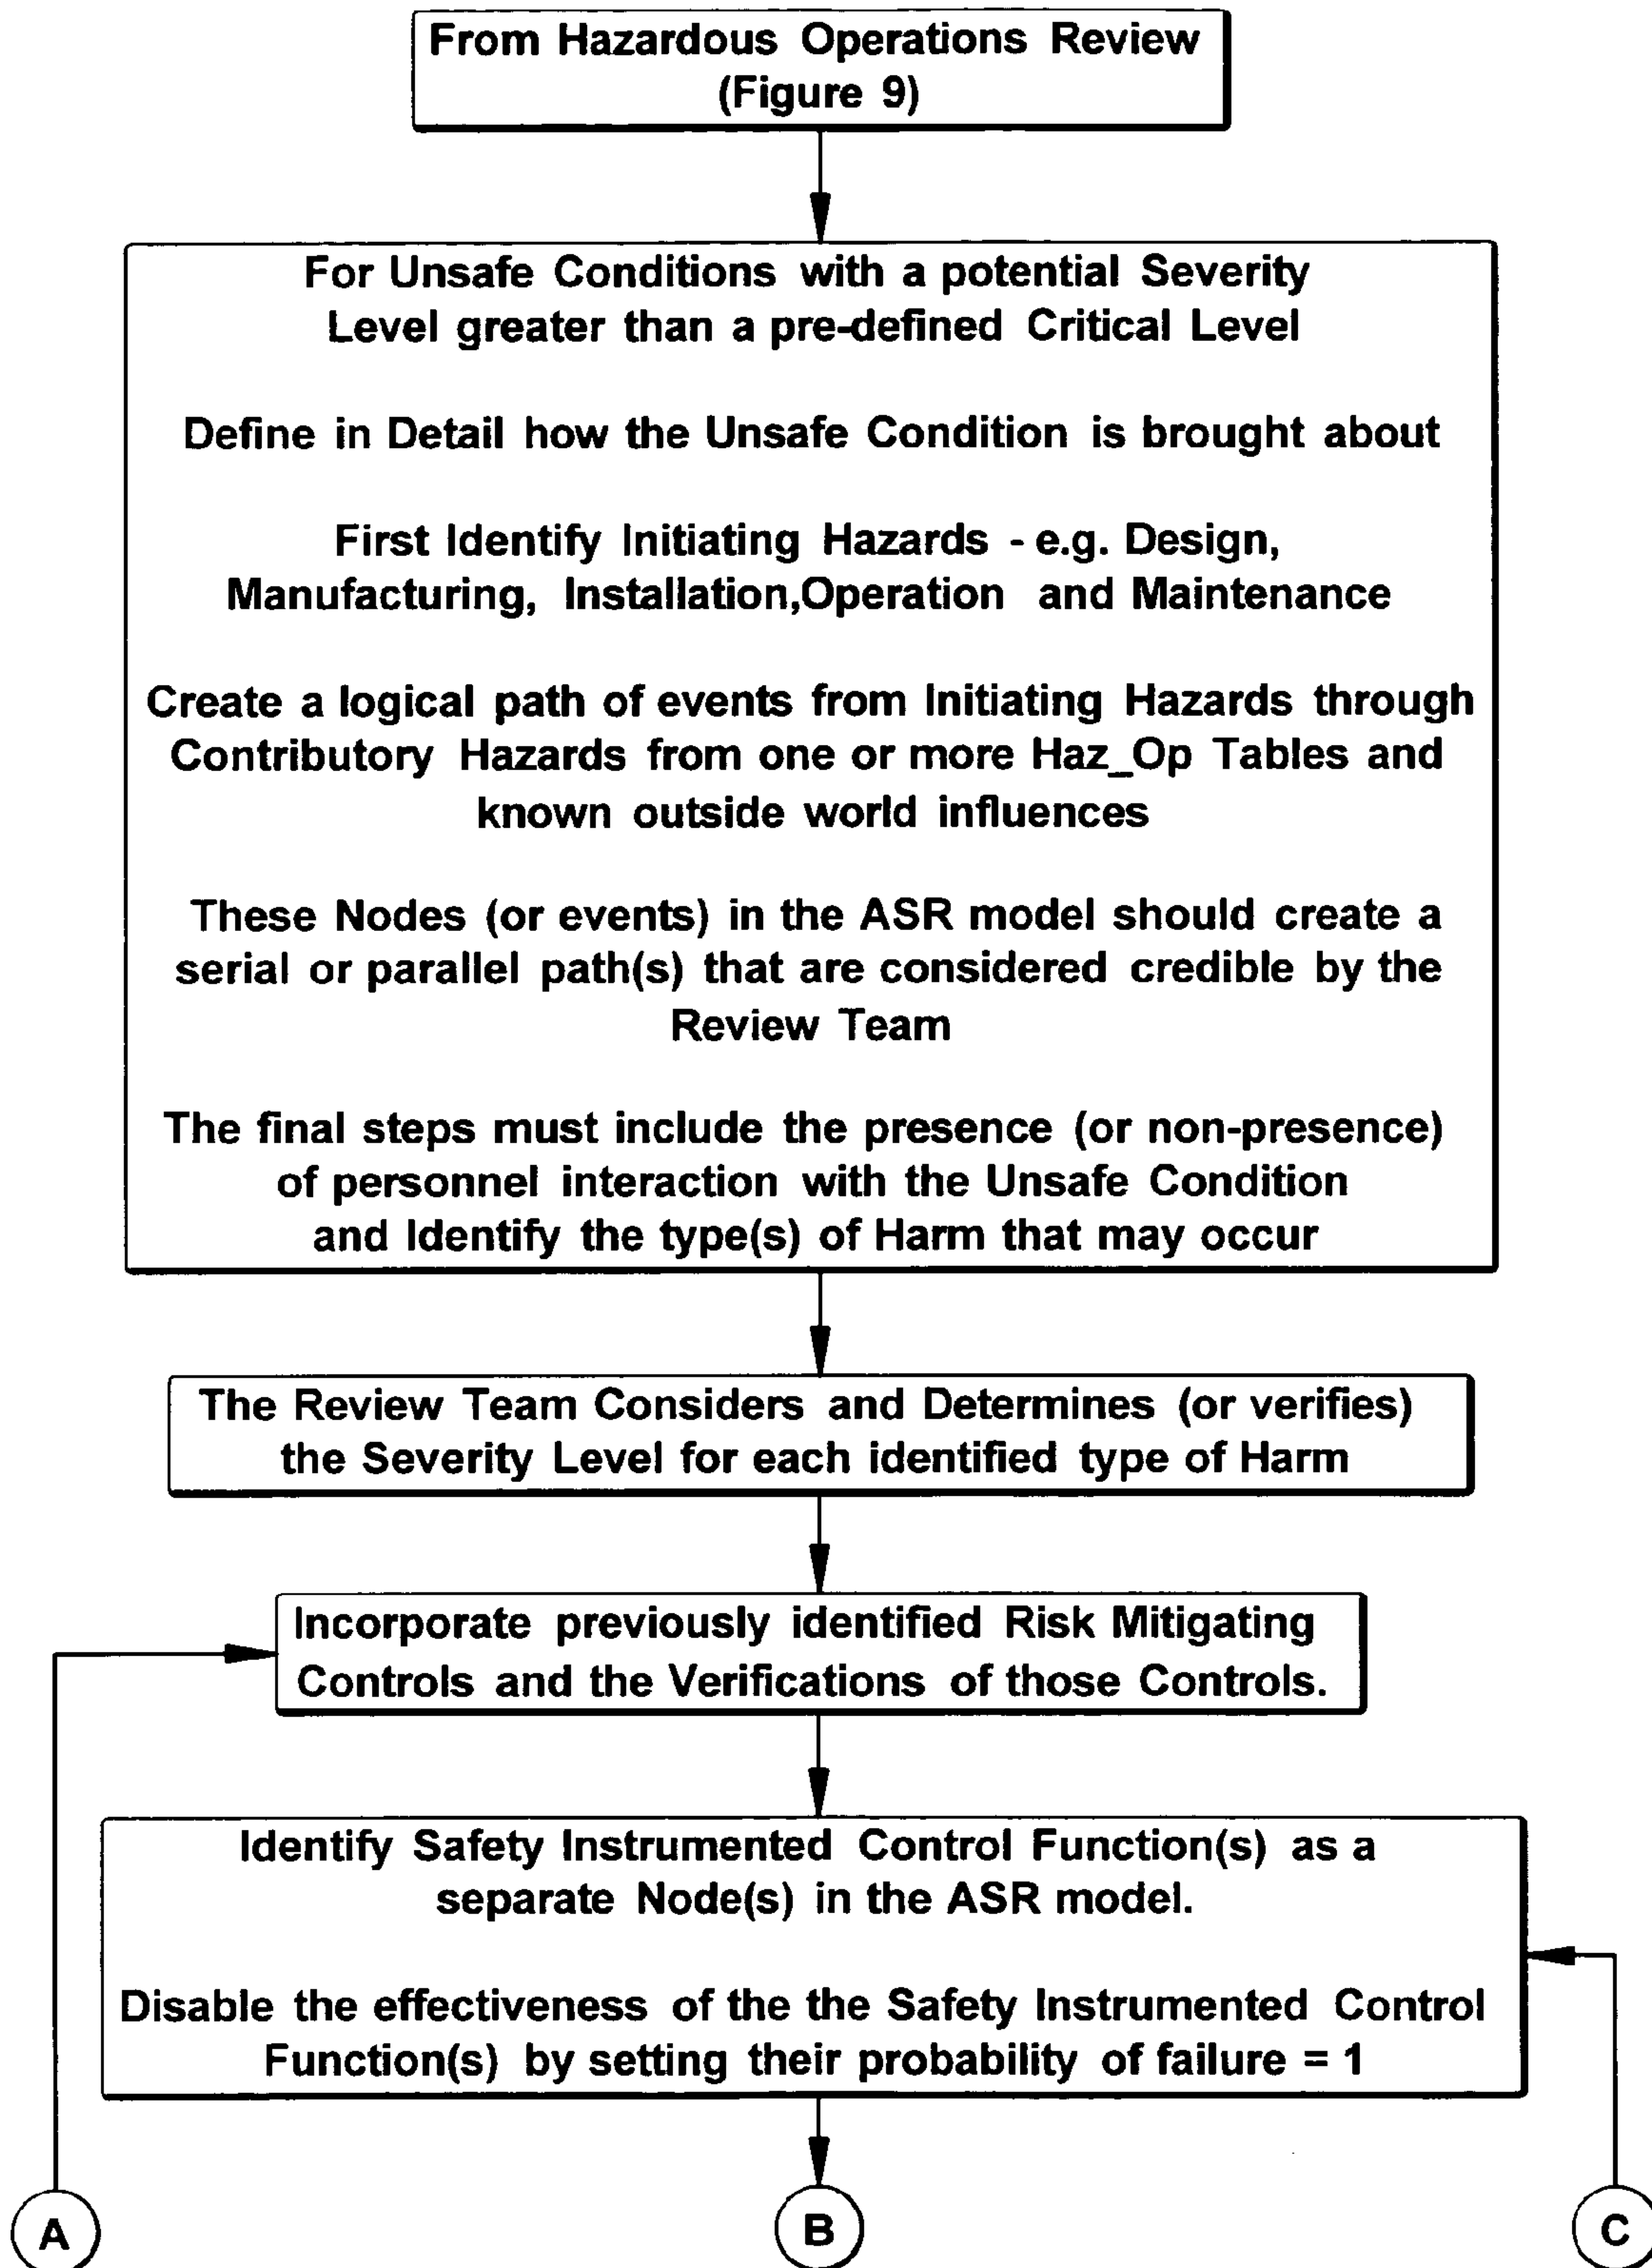 From Hazardous Operations Review
(Figure 9)
For Unsafe Conditions with a potential Severity
Level greater than a pre-defined Critical Level
Define in Detail how the Unsafe Condition is brought about
First Identify Initiating Hazards - e.g. Design,
Manufacturing, Installation,Operation and Maintenance
Create a logical path of events from Initiating Hazards through
Contributory Hazards from one or more Haz_Op Tables and
known outside world influences
These Nodes (or events) in the ASR model should create a
serial or parallel path(s) that are considered credible by the
Review Team
The final steps must include the presence (or non-presence)
of personnel interaction with the Unsafe Condition
and Identify the type(s) of Harm that may occur
The Review Team Considers and Determines (or verifies)
the Severity Level for each identified type of Harm
Incorporate previously identified Risk Mitigating
Controls and the Verifications of those Controls.
Identify Safety Instrumented Control Function(s) as a
separate Node(s) in the ASR model.
Disable the effectiveness of the the Safety Instrumented Control
Function(s) by setting their probability of failure = 1
A
B
C